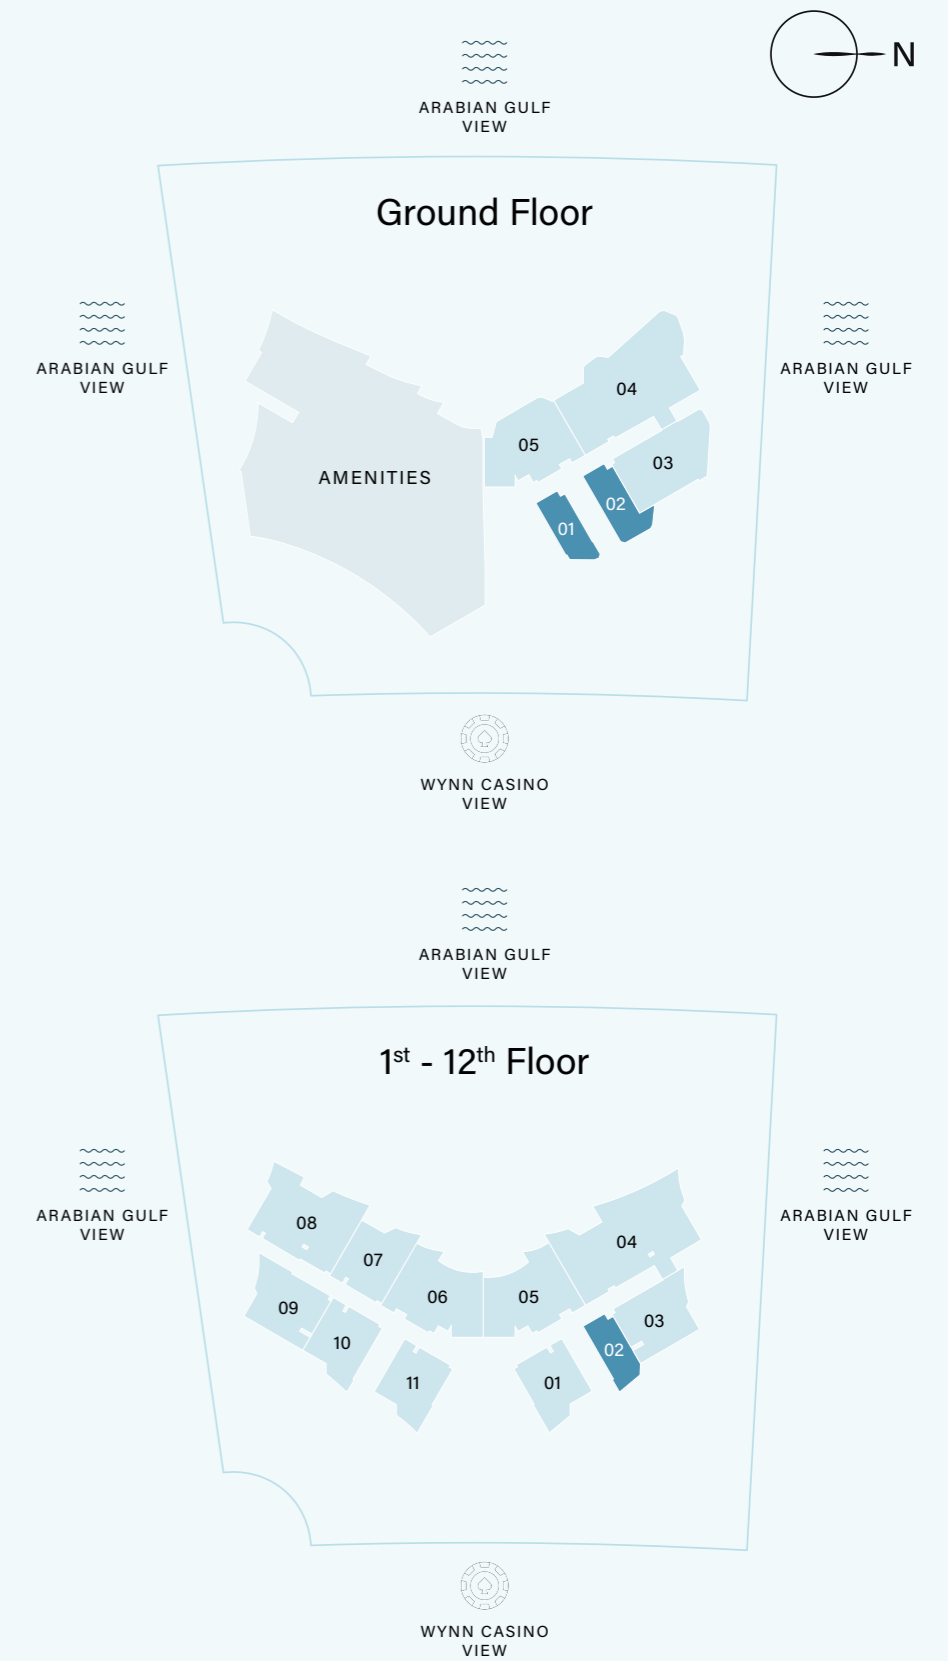 N
ARABIAN GULF
VIEW
Ground Floor
ARABIAN GULF
VIEW
ARABIAN GULF
VIEW
04
05
03
AMENITIES
02
01
WYNN CASINO
VIEW
ARABIAN GULF
VIEW
1st - 12th Floor
ARABIAN GULF
VIEW
ARABIAN GULF
VIEW
08
04
07
06
05
09
03
10
02
11
01
WYNN CASINO
VIEW